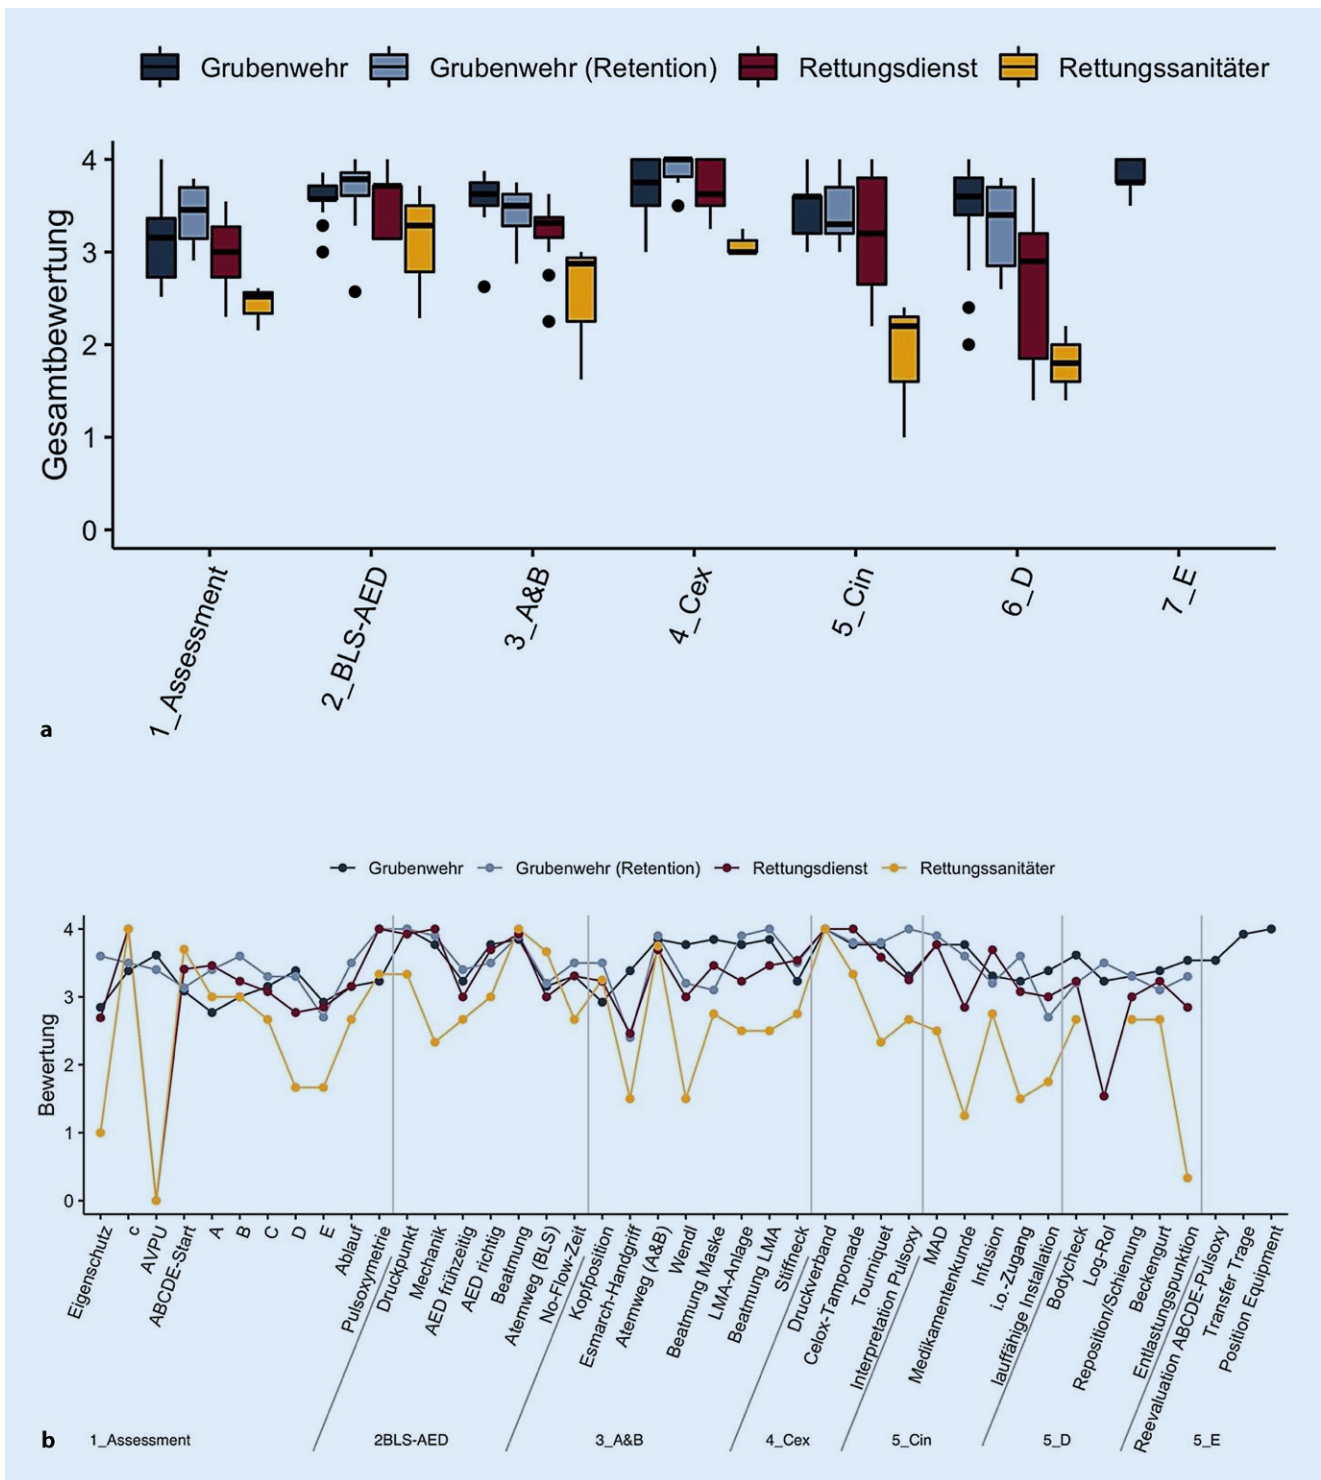 Grubenwehr Grubenwehr (Retention) Rettungsdienst Rettungssanitäter
Gesamtbewertung
4
3
2
1
0
1_Assessment
2_BLS-AED
3_A&B
4_Cex
5_Cin
6_D
7_E
a
Grubenwehr Grubenwehr (Retention) Rettungsdienst Rettungssanitäter
Bewertung
4
3
2
1
0
Eigenschutz
c
AVPU
ABCDE-Start
A
B
C
D
E
Ablauf
Pulsoxymetrie
Druckpunkt
Mechanik
AED frühzeitig
AED richtig
Beatmung
Atemweg (BLS)
No-Flow-Zeit
Kopfposition
Esmarch-Handgriff
Atemweg (A&B)
Wendl
Beatmung Maske
LMA-Anlage
Beatmung LMA
Stiffneck
Druckverband
Celox-Tamponade
Tourniquet
Interpretation Pulsoxy
MAD
Medikamentenkunde
Infusion
i.o.-Zugang
lauffähige Installation
Bodycheck
Log-Rol
Reposition/Schienung
Beckengurt
Entlastungspunktion
Reevaluation ABCDE-Pulsoxy
Transfer Trage
Position Equipment
b
1_Assessment 2BLS-AED 3_A&B 4_Cex 5_Cin 5_D 5_E